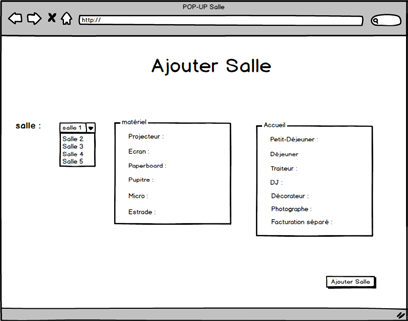 POP-UP Salle
http://
Ajouter Salle
salle :
salle 1
Salle 2
Salle 3
Salle 4
Salle 5
matériel
Projecteur :
Ecran :
Paperboard :
Pupitre :
Micro :
Estrade :
Accueil
Petit-Déjeuner :
Déjeuner
Traiteur :
DJ :
Décorateur :
Photographe :
Facturation séparé :
Ajouter Salle